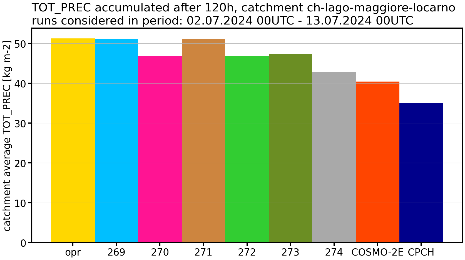 TOT_PREC accumulated after 120h, catchment ch-lago-maggiore-locarno
runs considered in period: 02.07.2024 00UTC - 13.07.2024 00UTC
catchment average TOT_PREC [kg m-2]
50
40
30
20
10
0
opr 269 270 271 272 273 274 COSMO-2E CPCH